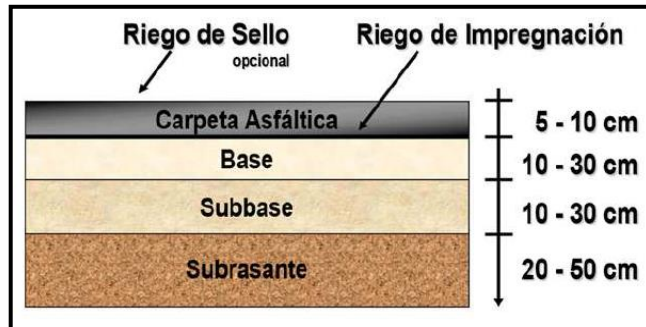 Riego de Sello
opcional
Riego de Impregnación
Carpeta Asfáltica
5 - 10 cm
Base
10 - 30 cm
Subbase
10 - 30 cm
Subrasante
20 - 50 cm